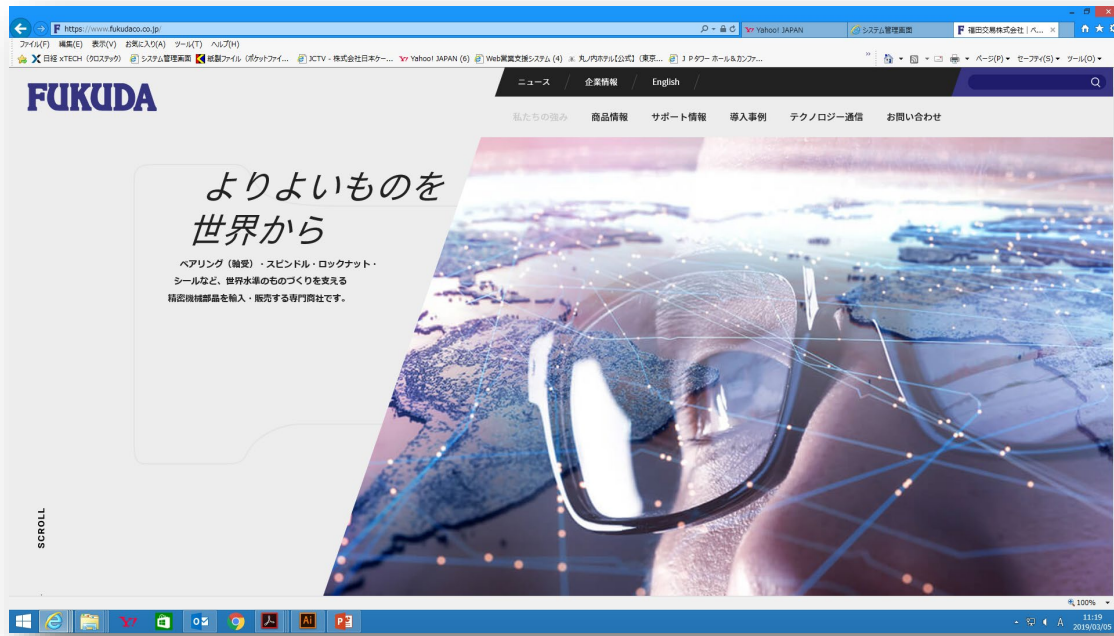 https://www.fukudaco.co.jp/
Yahoo! JAPAN
システム管理画面
福田交易株式会社 | ベ...
ファイル(F) 編集(E) 表示(V) お気に入り(A) ツール(T) ヘルプ(H)
日経 xTECH（クロステック） システム管理画面 紙製ファイル（ポケットファイ... JCTV - 株式会社日本ケー... Yahoo! JAPAN (6) Web営業支援システム (4) 丸ノ内ホテル【公式】（東京... ＪＰタワー ホール＆カンファ...
ページ(P) セーフティ(S) ツール(O)
FUKUDA
ニュース 企業情報 English
私たちの強み 商品情報 サポート情報 導入事例 テクノロジー通信 お問い合わせ
よりよいものを
世界から
ベアリング（軸受）・スピンドル・ロックナット・
シールなど、世界水準のものづくりを支える
精密機械部品を輸入・販売する専門商社です。
SCROLL
100%
A 11:19
2019/03/05